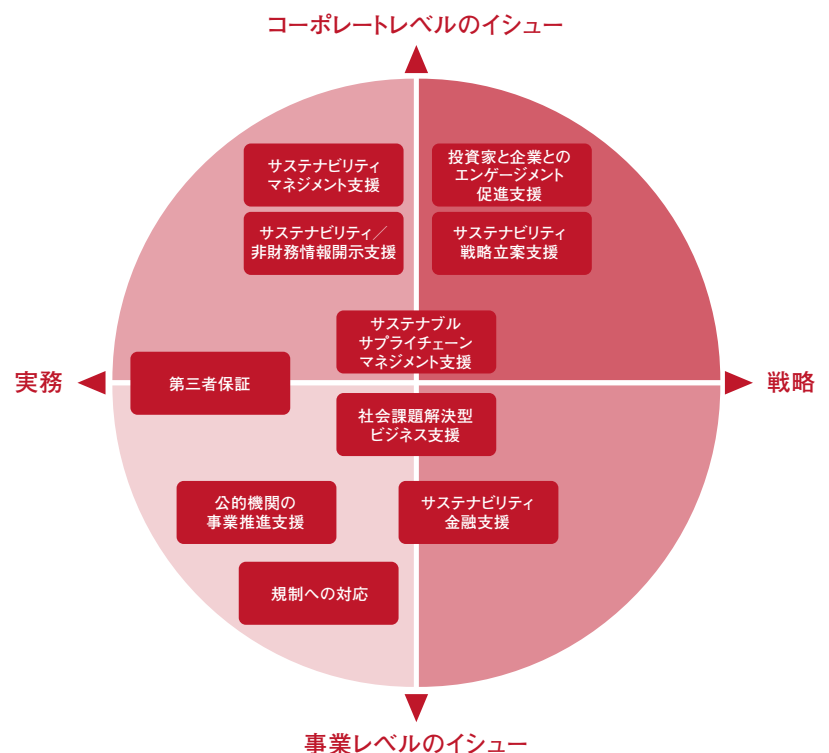 コーポレートレベルのイシュー
サステナビリティ
マネジメント支援
投資家と企業との
エンゲージメント
促進支援
サステナビリティ／
非財務情報開示支援
サステナビリティ
戦略立案支援
サステナブル
サプライチェーン
マネジメント支援
実務
第三者保証
戦略
社会課題解決型
ビジネス支援
公的機関の
事業推進支援
サステナビリティ
金融支援
規制への対応
事業レベルのイシュー